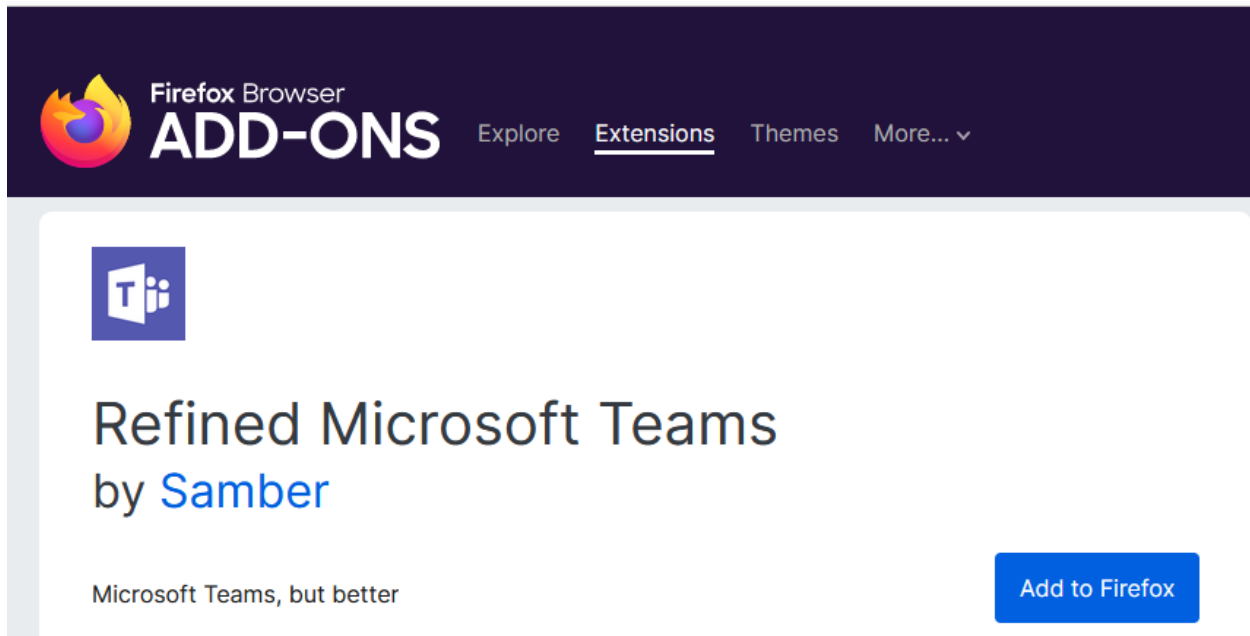 Firefox Browser
ADD-ONS
Explore Extensions Themes More...
T
Refined Microsoft Teams
by Samber
Microsoft Teams, but better
Add to Firefox